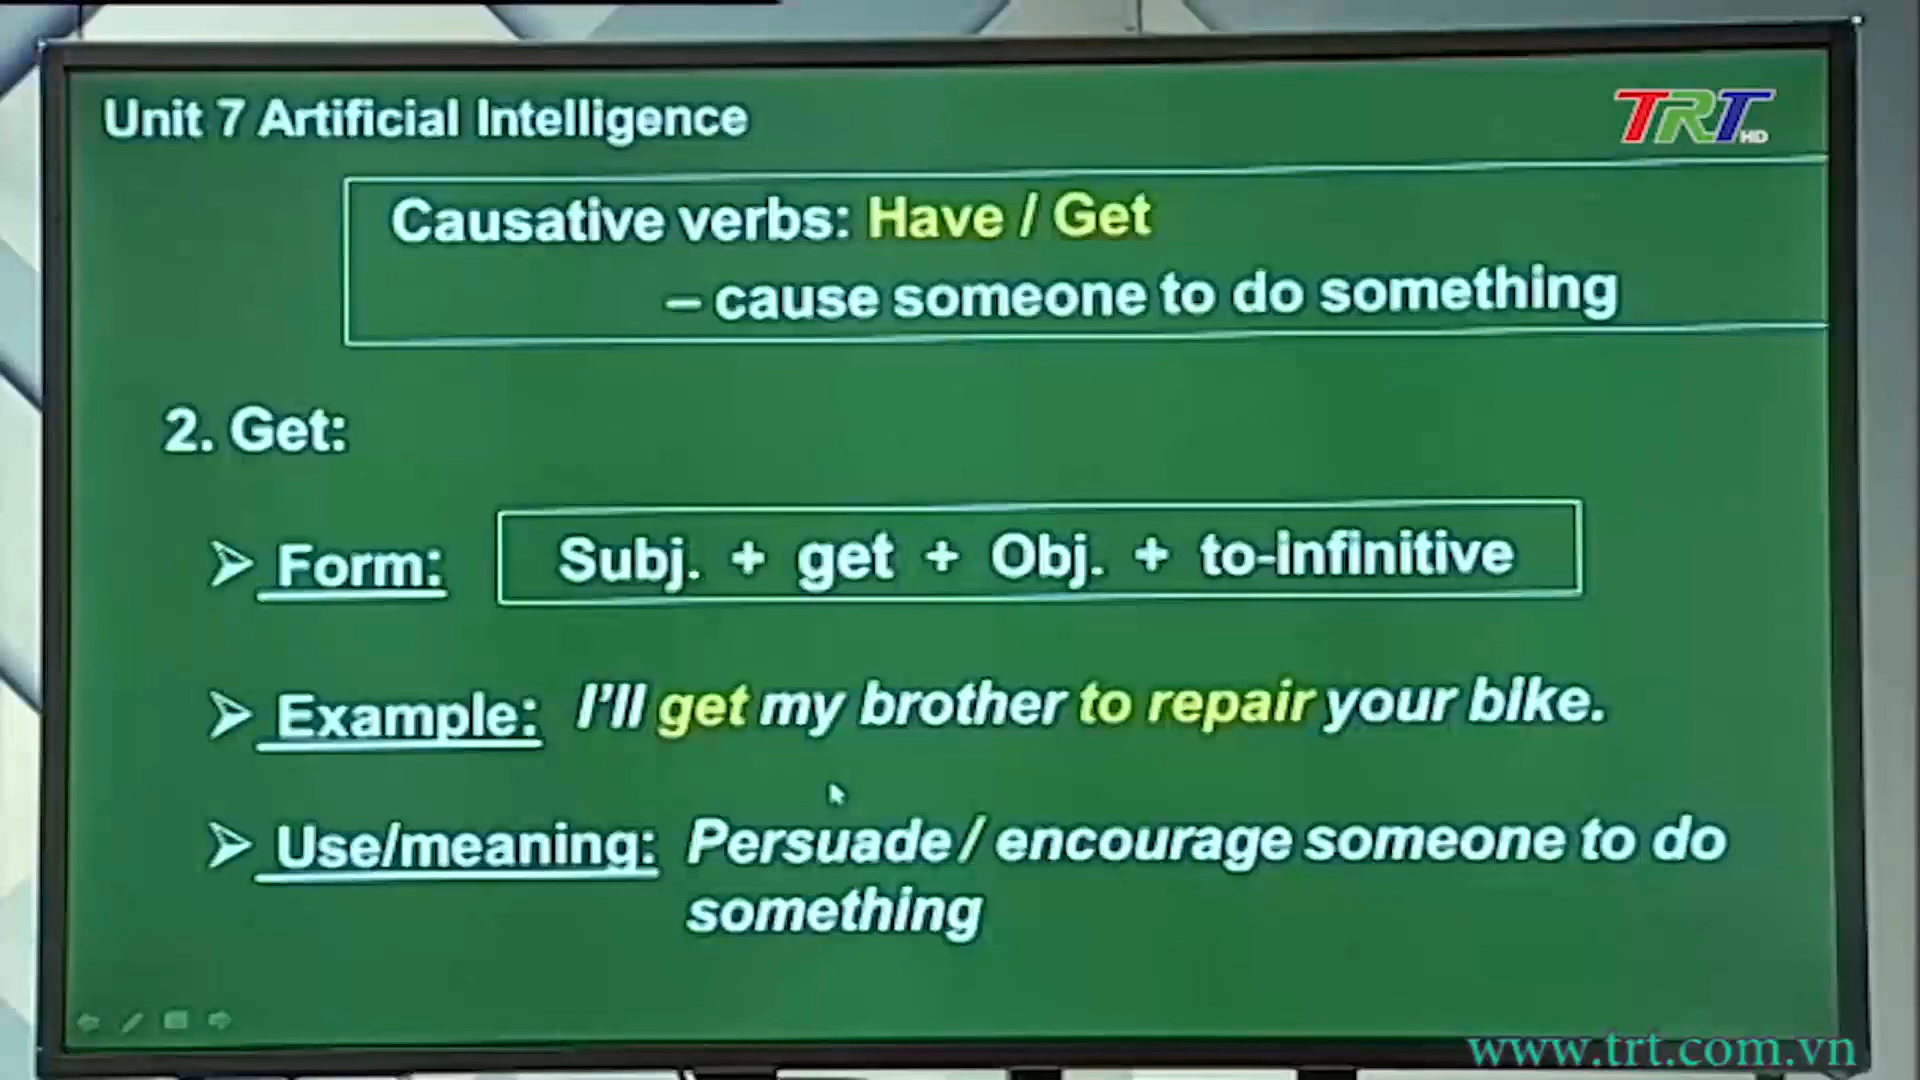 Unit 7 Artificial Intelligence
TRT HD
Causative verbs: Have / Get
– cause someone to do something
2. Get:
Form: Subj. + get + Obj. + to-infinitive
Example: I'll get my brother to repair your bike.
Use/meaning: Persuade / encourage someone to do
something
www.trt.com.vn